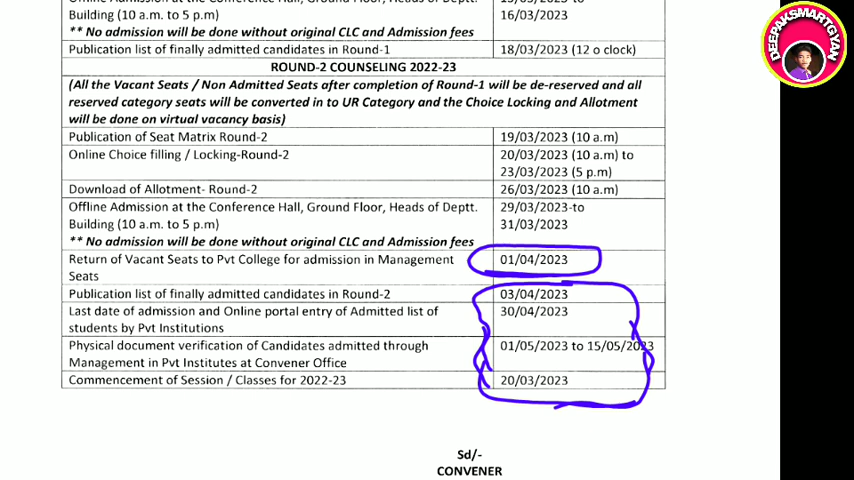 Building (10 a.m. to 5 p.m)
16/03/2023
** No admission will be done without original CLC and Admission fees
Publication list of finally admitted candidates in Round-1 18/03/2023 (12 o clock)
ROUND-2 COUNSELING 2022-23
(All the Vacant Seats / Non Admitted Seats after completion of Round-1 will be de-reserved and all
reserved category seats will be converted in to UR Category and the Choice Locking and Allotment
will be done on virtual vacancy basis)
Publication of Seat Matrix Round-2 19/03/2023 (10 a.m)
Online Choice filling / Locking-Round-2 20/03/2023 (10 a.m) to
23/03/2023 (5 p.m)
Download of Allotment- Round-2 26/03/2023 (10 a.m)
Offline Admission at the Conference Hall, Ground Floor, Heads of Deptt. 29/03/2023-to
Building (10 a.m. to 5 p.m) 31/03/2023
** No admission will be done without original CLC and Admission fees
Return of Vacant Seats to Pvt College for admission in Management 01/04/2023
Seats
Publication list of finally admitted candidates in Round-2 03/04/2023
Last date of admission and Online portal entry of Admitted list of 30/04/2023
students by Pvt Institutions
Physical document verification of Candidates admitted through 01/05/2023 to 15/05/2023
Management in Pvt Institutes at Convener Office
Commencement of Session / Classes for 2022-23 20/03/2023
Sd/-
CONVENER
DEEPAKSMARTGYAN